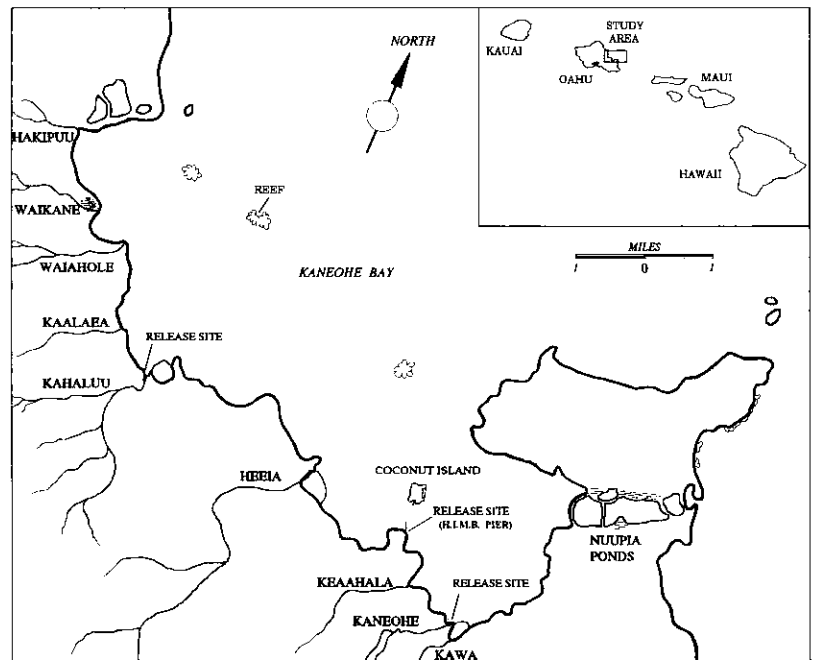 NORTH
STUDY
AREA
KAUAI
OAHU
MAUI
HAWAII
HAKIPUU
WAIKANE
REEF
WAIAHOLE
KANEOHE BAY
MILES
1 0 1
KAALAEA
RELEASE SITE
KAHALUU
HEEIA
COCONUT ISLAND
RELEASE SITE
(H.I.M.B. PIER)
NUUPIA
PONDS
KEAAHALA
RELEASE SITE
KANEOHE
KAWA